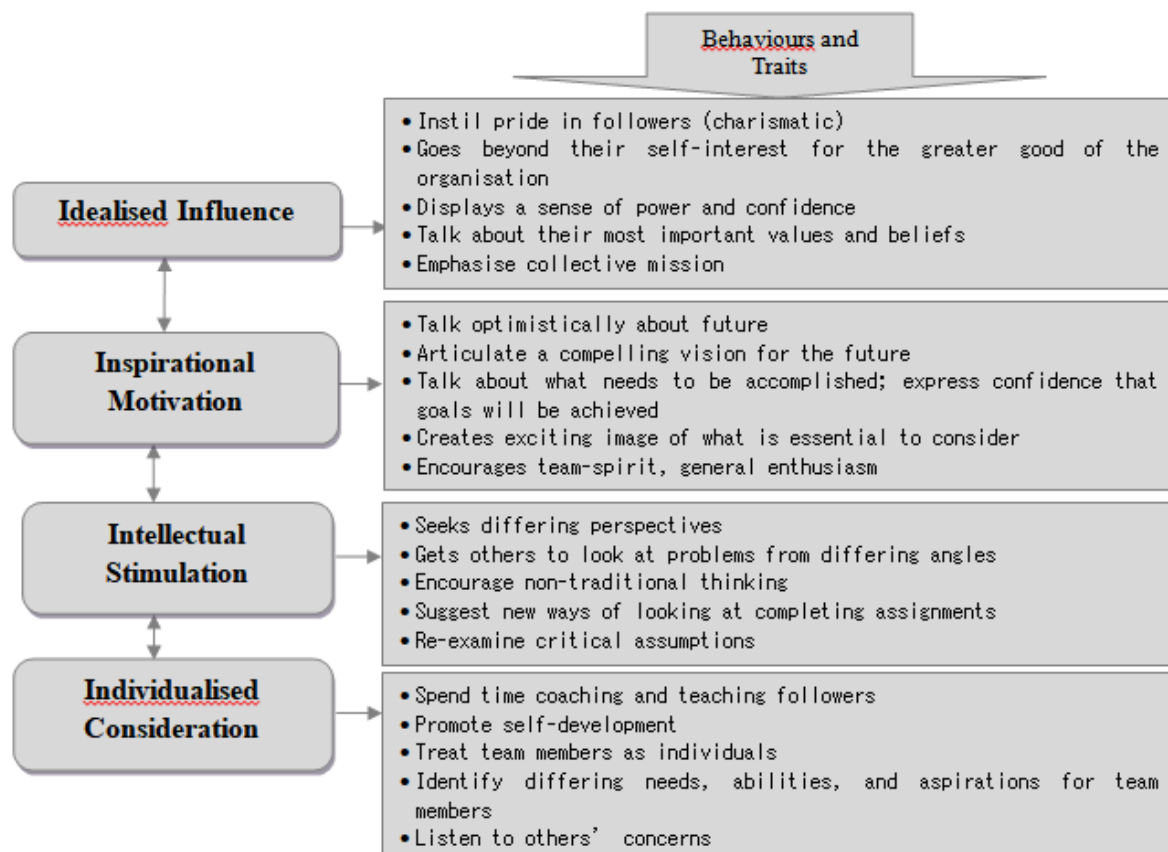 Behaviours and
Traits
Idealised Influence
• Instil pride in followers (charismatic)
• Goes beyond their self-interest for the greater good of the
organisation
• Displays a sense of power and confidence
• Talk about their most important values and beliefs
• Emphasise collective mission
Inspirational
Motivation
• Talk optimistically about future
• Articulate a compelling vision for the future
• Talk about what needs to be accomplished; express confidence that
goals will be achieved
• Creates exciting image of what is essential to consider
• Encourages team-spirit, general enthusiasm
Intellectual
Stimulation
• Seeks differing perspectives
• Gets others to look at problems from differing angles
• Encourage non-traditional thinking
• Suggest new ways of looking at completing assignments
• Re-examine critical assumptions
Individualised
Consideration
• Spend time coaching and teaching followers
• Promote self-development
• Treat team members as individuals
• Identify differing needs, abilities, and aspirations for team
members
• Listen to others’ concerns